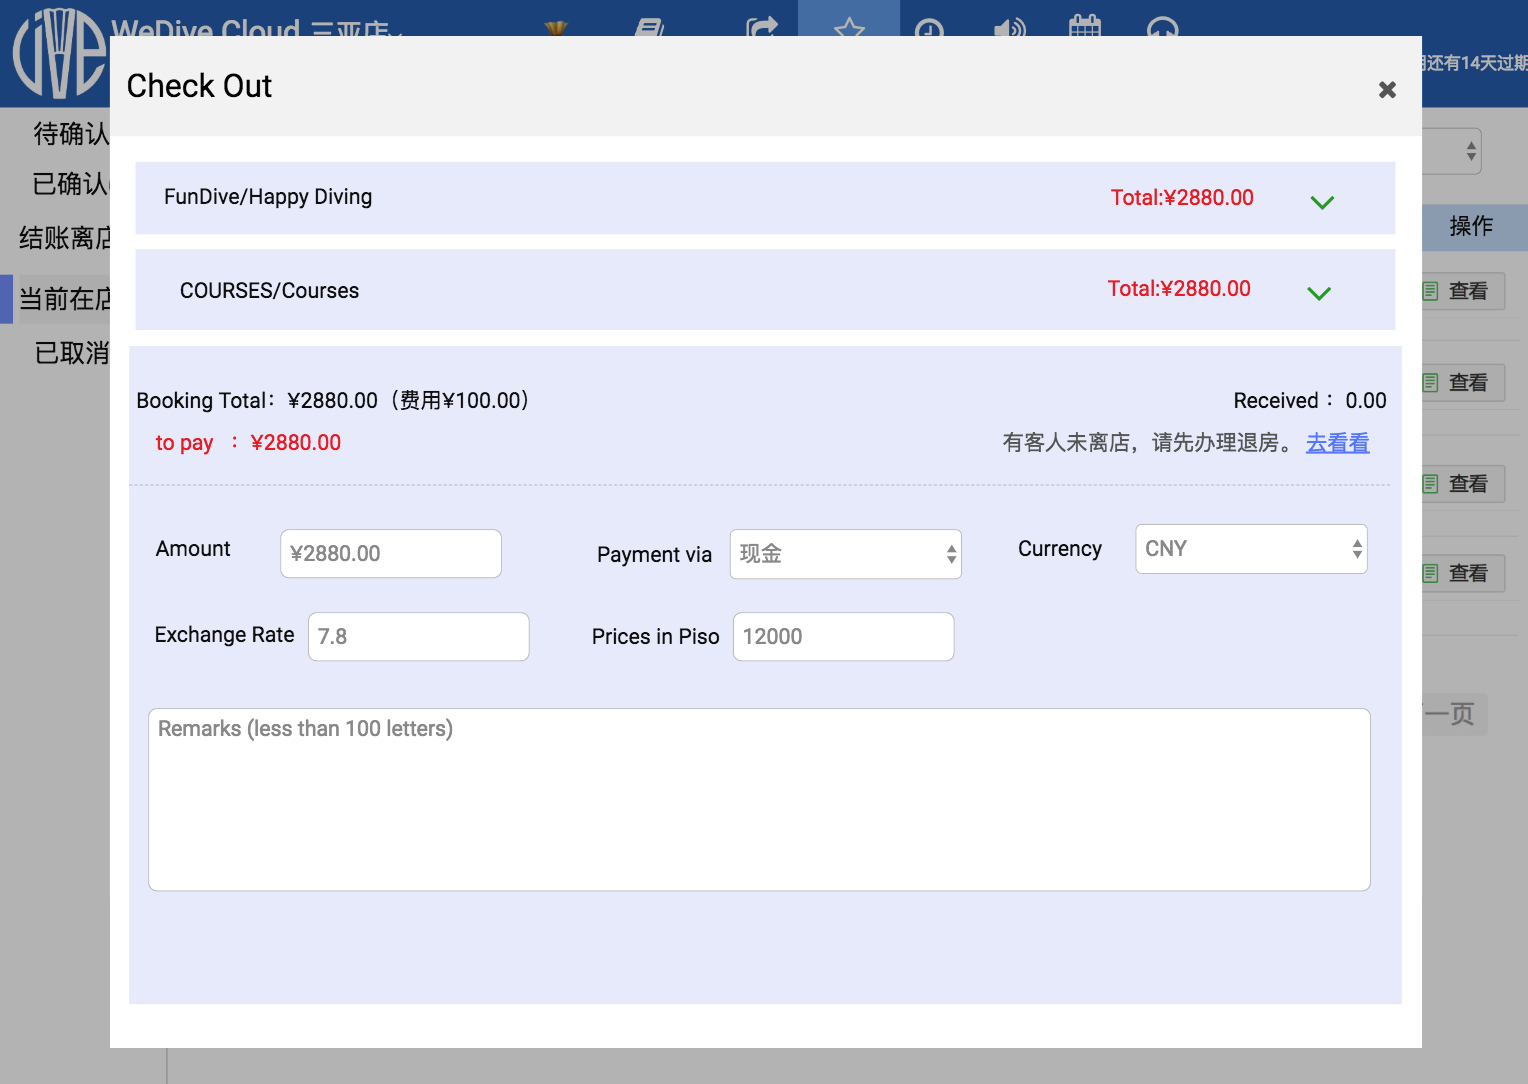 WeDive Cloud 三亚店
还有14天过期
Check Out
待确认
已确认
结账离店
当前在店
已取消
FunDive/Happy Diving
Total:¥2880.00
COURSES/Courses
Total:¥2880.00
操作
查看
查看
查看
查看
一页
Booking Total：¥2880.00（费用¥100.00）
Received： 0.00
to pay ：¥2880.00
有客人未离店，请先办理退房。 去看看
Amount ¥2880.00 Payment via 现金 Currency CNY
Exchange Rate 7.8 Prices in Piso 12000
Remarks (less than 100 letters)